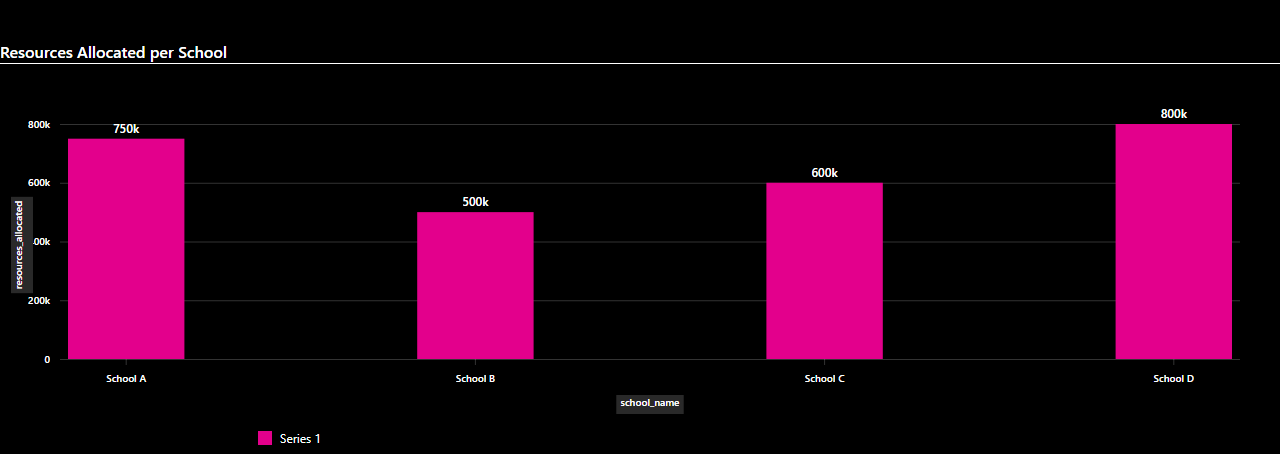 Resources Allocated per School
800k
750k
800k
600k
600k
500k
resources_allocated
200k
0
School A
School B
School C
School D
school_name
Series 1